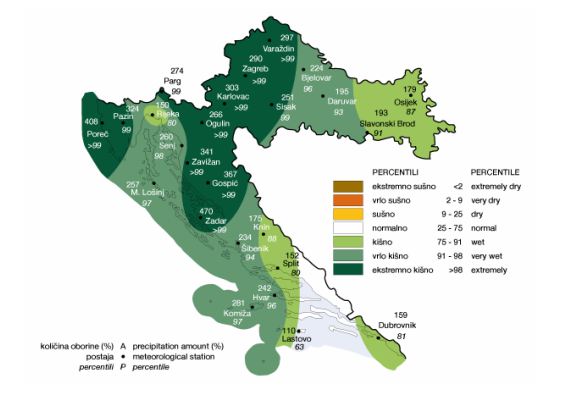 297
Varaždin
>99
290
Zagreb
>99
224
Bjelovar
96
274
Parg
99
303
Karlovac
>99
195
Daruvar
93
179
Osijek
87
324
Pazin
99
150
Rijeka
80
251
Sisak
99
193
Slavonski Brod
91
408
Poreč
>99
266
Ogulin
>99
260
Senj
98
341
Zavižan
>99
367
Gospić
>99
257
M. Lošinj
97
470
Zadar
>99
175
Knin
88
234
Šibenik
94
152
Split
80
242
Hvar
96
281
Komiža
97
110
Lastovo
63
159
Dubrovnik
81
PERCENTILI PERCENTILE
ekstremno sušno <2 extremely dry
vrlo sušno 2 - 9 very dry
sušno 9 - 25 dry
normalno 25 - 75 normal
kišno 75 - 91 wet
vrlo kišno 91 - 98 very wet
ekstremno kišno >98 extremely
količina oborine (%) A precipitation amount (%)
postaja meteorological station
percentili P percentile